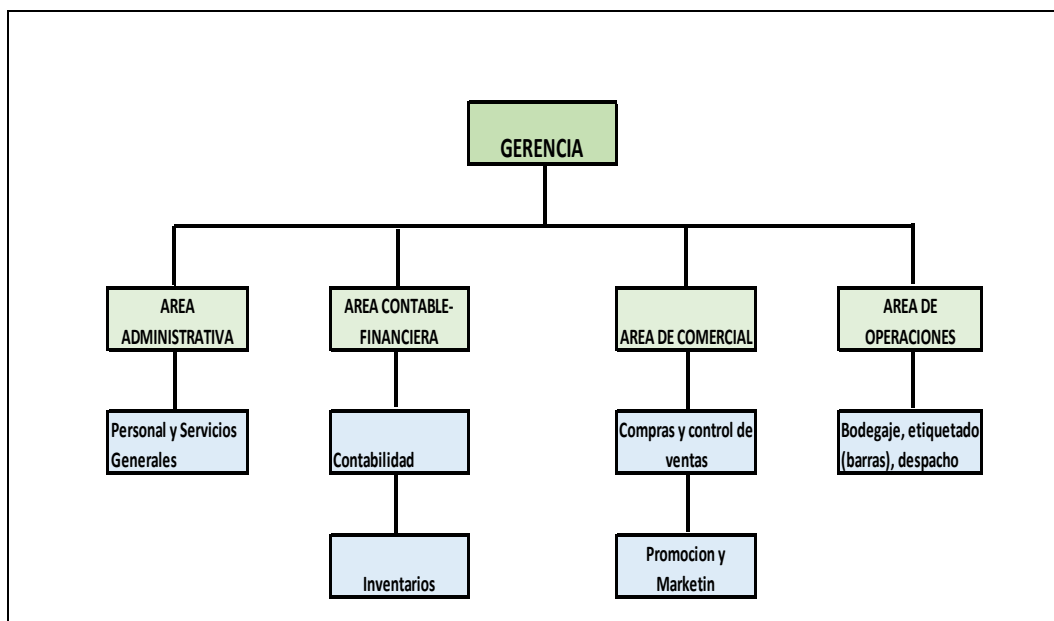 GERENCIA
AREA
ADMINISTRATIVA
AREA CONTABLE-
FINANCIERA
AREA DE COMERCIAL
AREA DE
OPERACIONES
Personal y Servicios
Generales
Contabilidad
Compras y control de
ventas
Bodegaje, etiquetado
(barras), despacho
Inventarios
Promocion y
Marketin